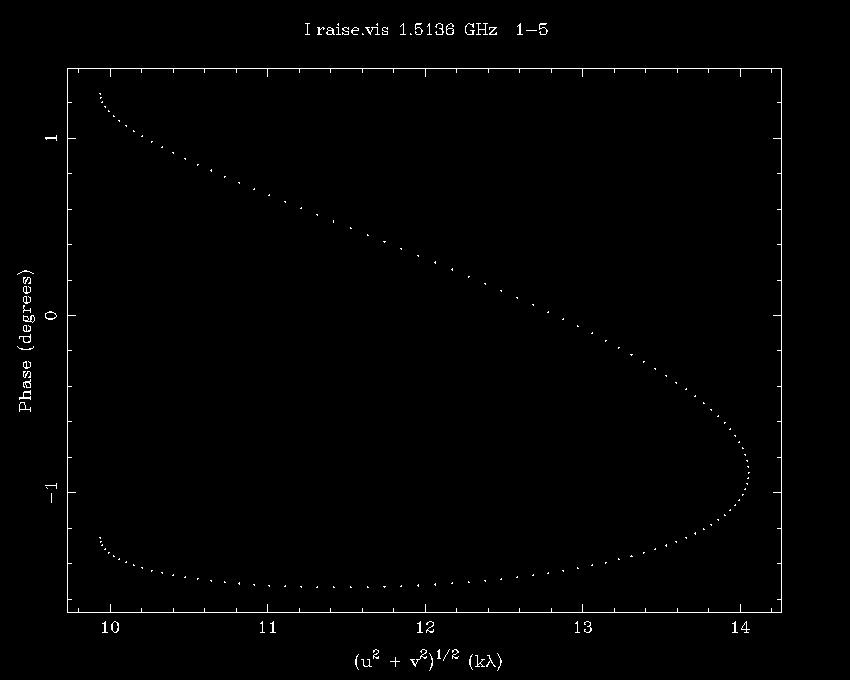 I raise.vis 1.5136 GHz 1-5
1
0
-1
Phase (degrees)
10 11 12 13 14
(u² + v²)^1/2 (kλ)